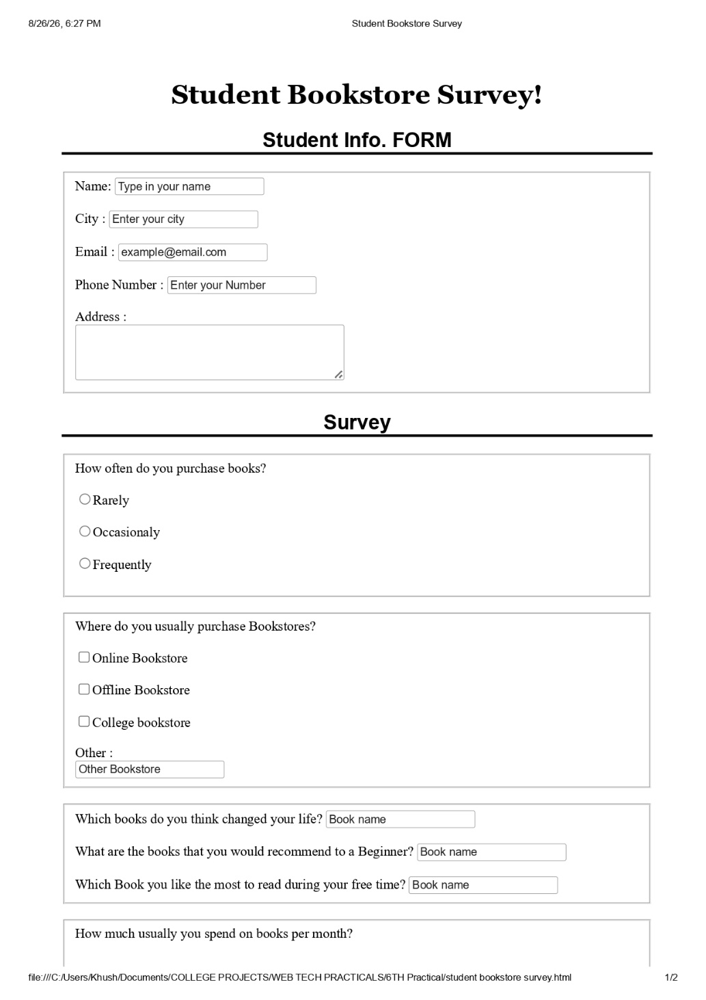 8/26/26, 6:27 PM
Student Bookstore Survey
Student Bookstore Survey!
Student Info. FORM
Name: Type in your name
City : Enter your city
Email : example@email.com
Phone Number : Enter your Number
Address :
Survey
How often do you purchase books?
Rarely
Occasionaly
Frequently
Where do you usually purchase Bookstores?
Online Bookstore
Offline Bookstore
College bookstore
Other :
Other Bookstore
Which books do you think changed your life? Book name
What are the books that you would recommend to a Beginner? Book name
Which Book you like the most to read during your free time? Book name
How much usually you spend on books per month?
file:///C:/Users/Khush/Documents/COLLEGE PROJECTS/WEB TECH PRACTICALS/6TH Practical/student bookstore survey.html
1/2